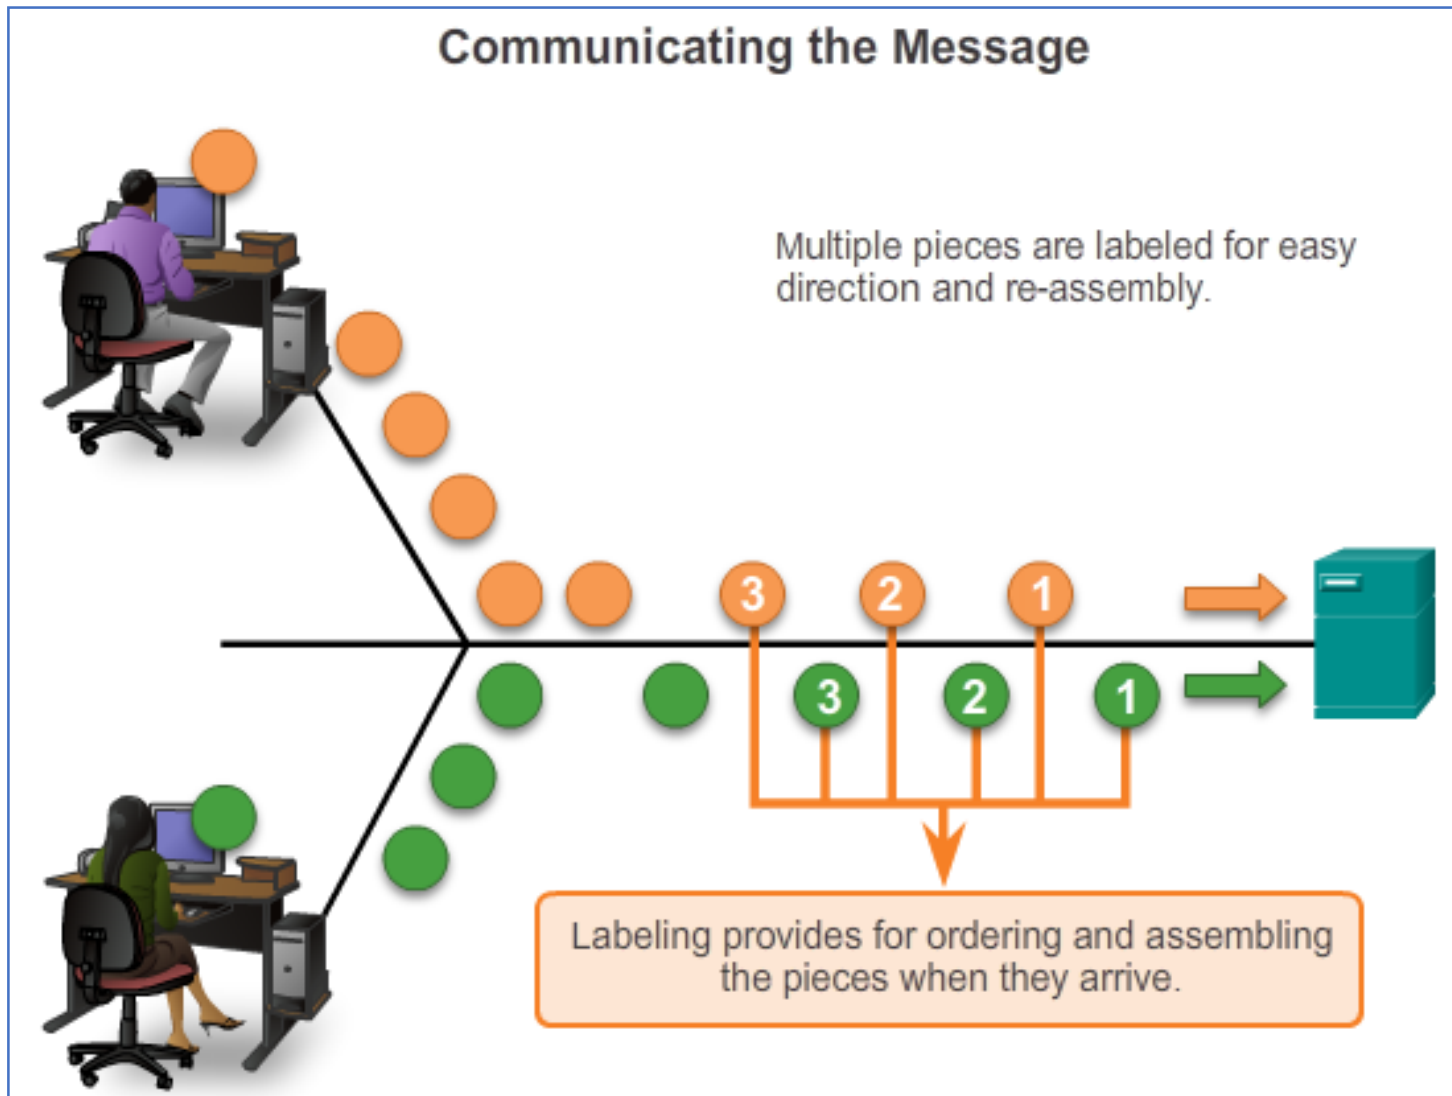 Communicating the Message
Multiple pieces are labeled for easy
direction and re-assembly.
3 2 1
3 2 1
Labeling provides for ordering and assembling
the pieces when they arrive.